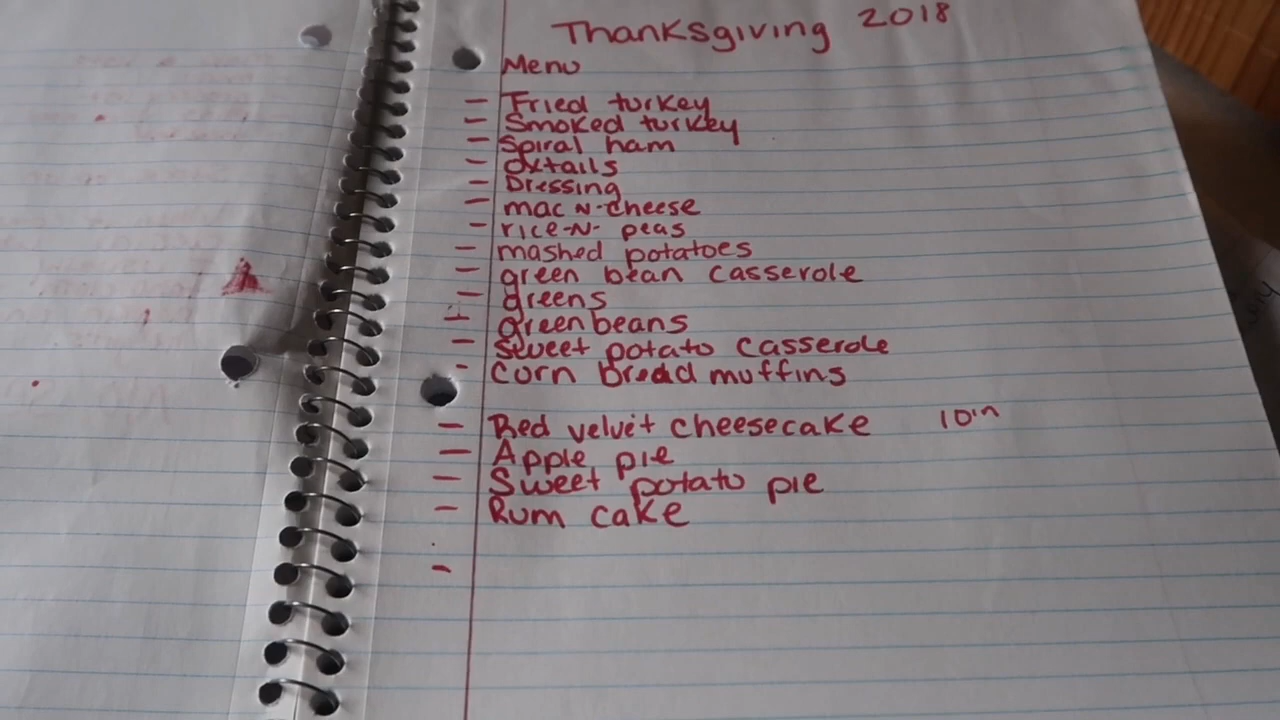 Thanksgiving 2018
Menu
- Fried turkey
- Smoked turkey
- Spiral ham
- Oxtails
- Dressing
- mac N-cheese
- rice-N- peas
- mashed potatoes
- green bean casserole
- greens
- greenbeans
- sweet potato casserole
- corn bread muffins
- Red velvet cheesecake 10in
- Apple pie
- Sweet potato pie
- Rum cake
-